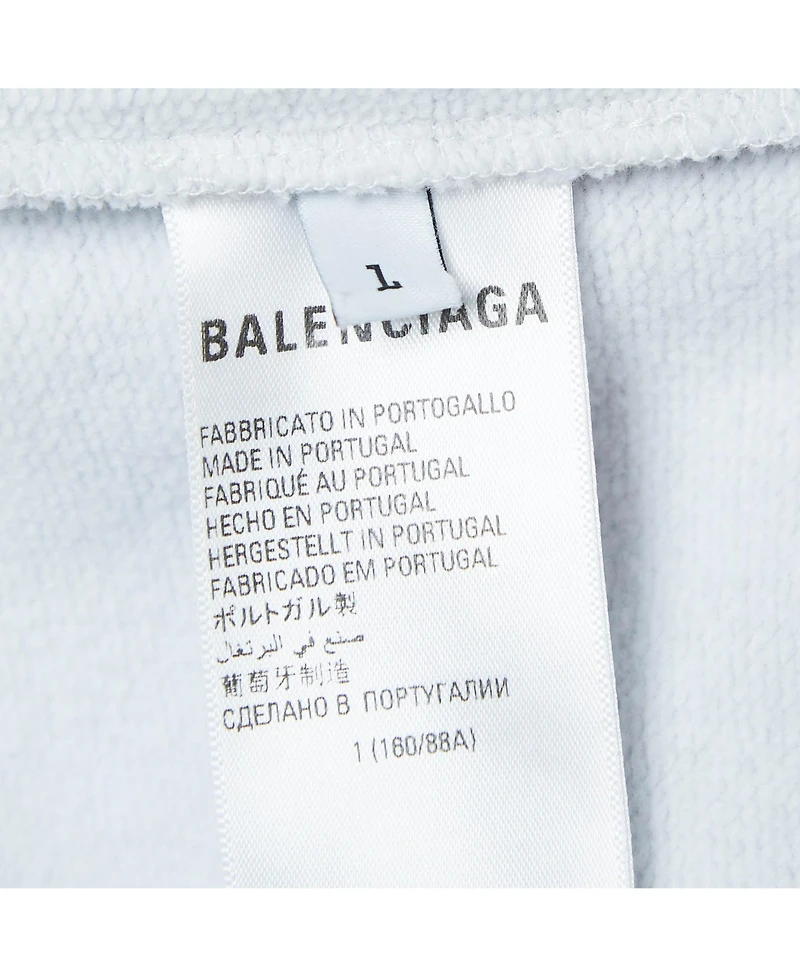 1
BALENCIAGA
FABBRICATO IN PORTOGALLO
MADE IN PORTUGAL
FABRIQUÉ AU PORTUGAL
HECHO EN PORTUGAL
HERGESTELLT IN PORTUGAL
FABRICADO EM PORTUGAL
ポルトガル製
صنع في البرتغال
葡萄牙制造
СДЕЛАНО В ПОРТУГАЛИИ
1 (160/88A)